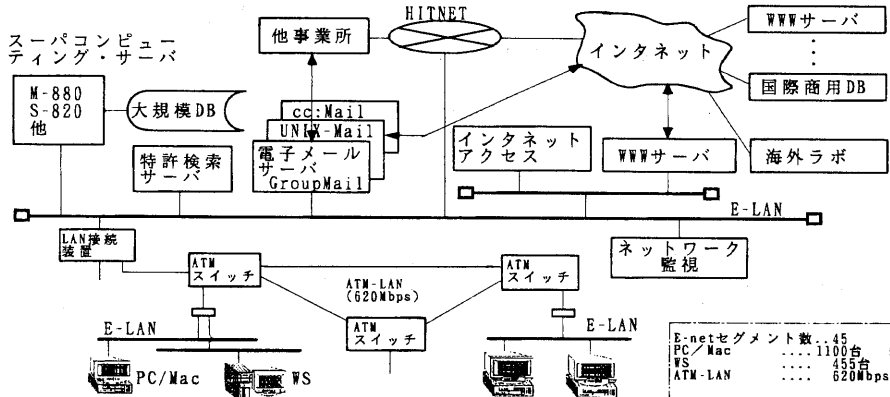 HITNET
スーパコンピュー
ティング・サーバ
M-880
S-820
他
大規模DB
特許検索
サーバ
他事業所
cc:Mail
UNIX-Mail
電子メール
サーバ
GroupMail
インタネット
WWWサーバ
国際商用DB
海外ラボ
インタネット
アクセス
WWWサーバ
E-LAN
LAN接続
装置
ATM
スイッチ
ATM-LAN
(620Mbps)
ATM
スイッチ
ATM
スイッチ
ネットワーク
監視
E-LAN
PC/Mac
WS
E-LAN
E-netセグメント数..45
PC/Mac ....1100台
WS .... 455台
ATM-LAN .... 620Mbps